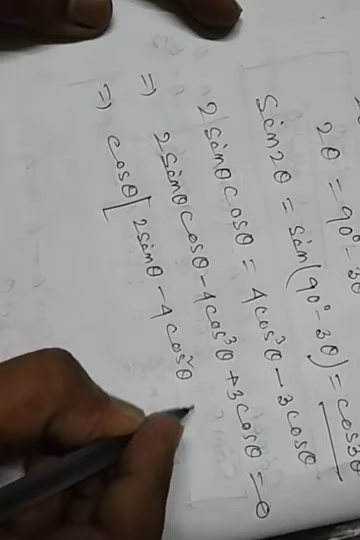 2θ = 90° - 3θ
Sin2θ = sin(90° - 3θ) = cos3θ
2 sinθ cosθ = 4cos³θ - 3cosθ
⇒ 2sinθ cosθ - 4cos³θ + 3cosθ = 0
⇒ cosθ [ 2sinθ - 4cos²θ